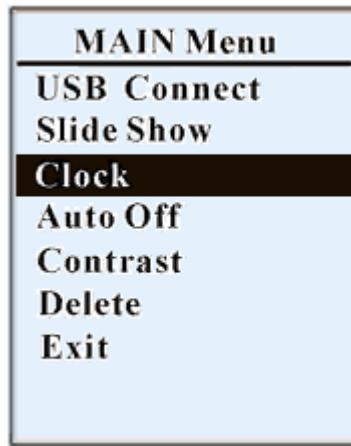 MAIN Menu
USB Connect
Slide Show
Clock
Auto Off
Contrast
Delete
Exit